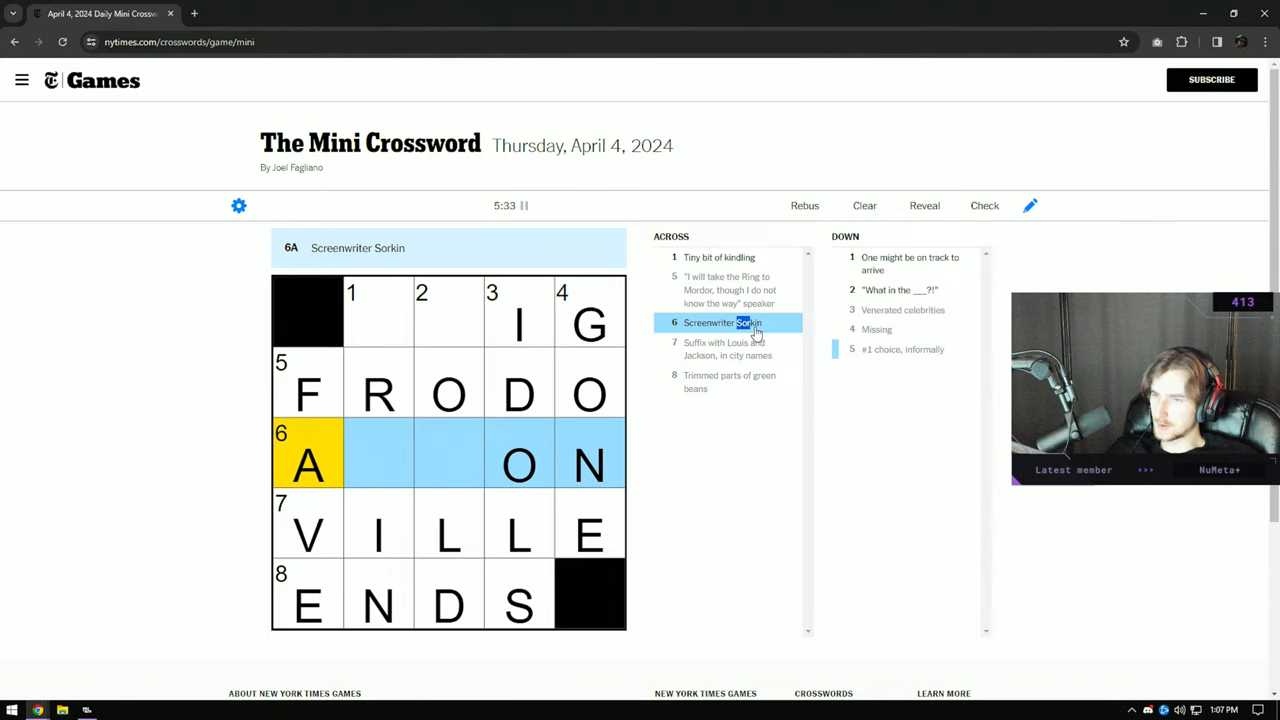 April 4, 2024 Daily Mini Crossw
nytimes.com/crosswords/game/mini
Games
SUBSCRIBE
The Mini Crossword Thursday, April 4, 2024
By Joel Fagliano
5:33
Rebus Clear Reveal Check
6A Screenwriter Sorkin
1 2 3 4
I G
5
F R O D O
6
A O N
7
V I L L E
8
E N D S
ACROSS
1 Tiny bit of kindling
5 "I will take the Ring to
Mordor, though I do not
know the way" speaker
6 Screenwriter Sorkin
7 Suffix with Louis and
Jackson, in city names
8 Trimmed parts of green
beans
DOWN
1 One might be on track to
arrive
2 "What in the ___?!"
3 Venerated celebrities
4 Missing
5 #1 choice, informally
413
Latest member >>> NuMeta+
ABOUT NEW YORK TIMES GAMES
NEW YORK TIMES GAMES
CROSSWORDS
LEARN MORE
1:07 PM